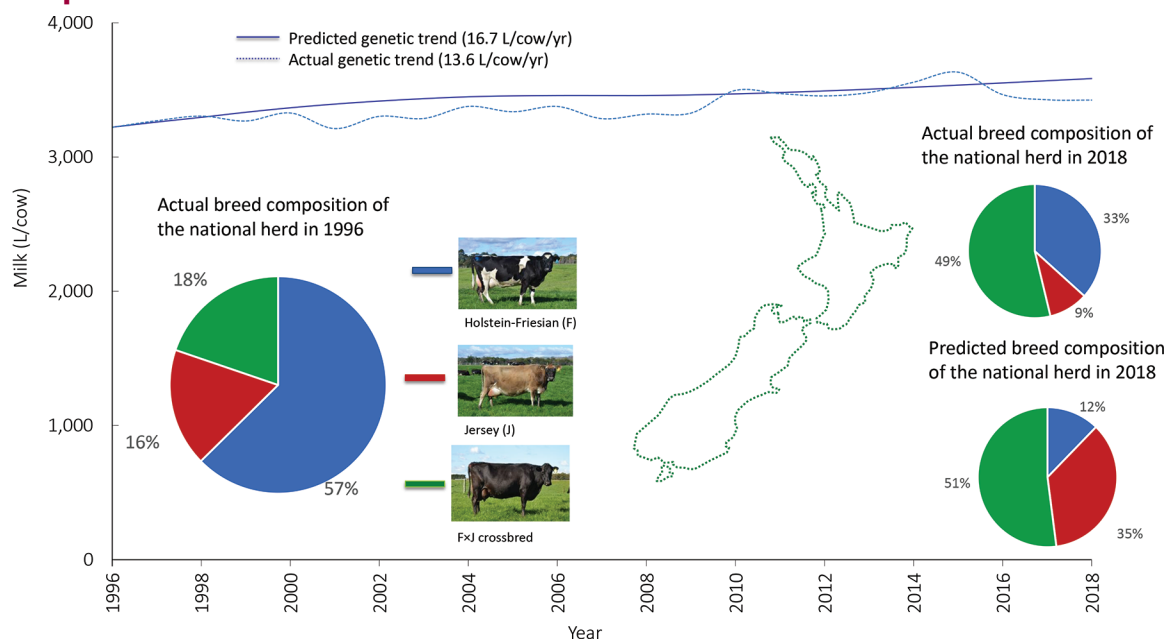 4,000
3,000
2,000
1,000
0
Milk (L/cow)
Predicted genetic trend (16.7 L/cow/yr)
Actual genetic trend (13.6 L/cow/yr)
Actual breed composition of
the national herd in 1996
18%
16%
57%
Holstein-Friesian (F)
Jersey (J)
F×J crossbred
Actual breed composition of
the national herd in 2018
33%
49%
9%
Predicted breed composition
of the national herd in 2018
12%
51%
35%
1996
1998
2000
2002
2004
2006
2008
2010
2012
2014
2016
2018
Year